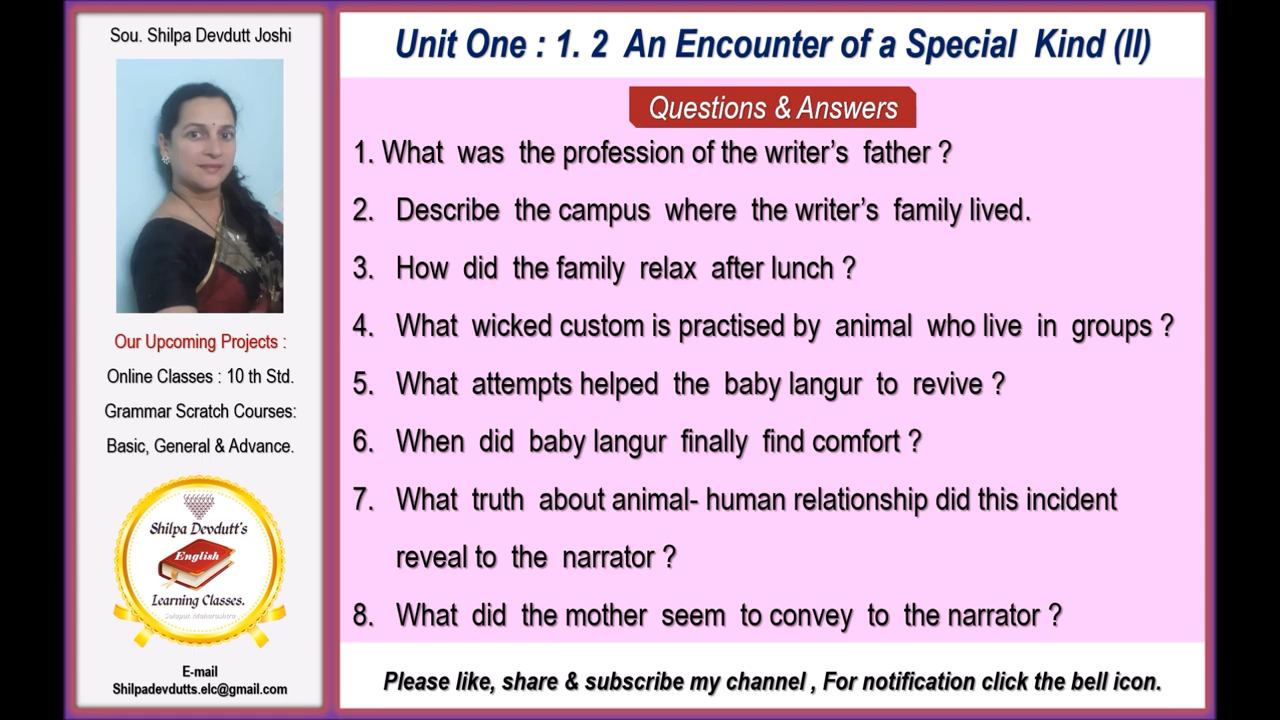 Sou. Shilpa Devdutt Joshi
Our Upcoming Projects :
Online Classes : 10 th Std.
Grammar Scratch Courses:
Basic, General & Advance.
Shilpa Devdutt's
English
Learning Classes.
Solapur, Maharashtra
E-mail
Shilpadevdutts.elc@gmail.com
Unit One : 1. 2 An Encounter of a Special Kind (II)
Questions & Answers
1. What was the profession of the writer's father ?
2. Describe the campus where the writer's family lived.
3. How did the family relax after lunch ?
4. What wicked custom is practised by animal who live in groups ?
5. What attempts helped the baby langur to revive ?
6. When did baby langur finally find comfort ?
7. What truth about animal- human relationship did this incident
reveal to the narrator ?
8. What did the mother seem to convey to the narrator ?
Please like, share & subscribe my channel , For notification click the bell icon.